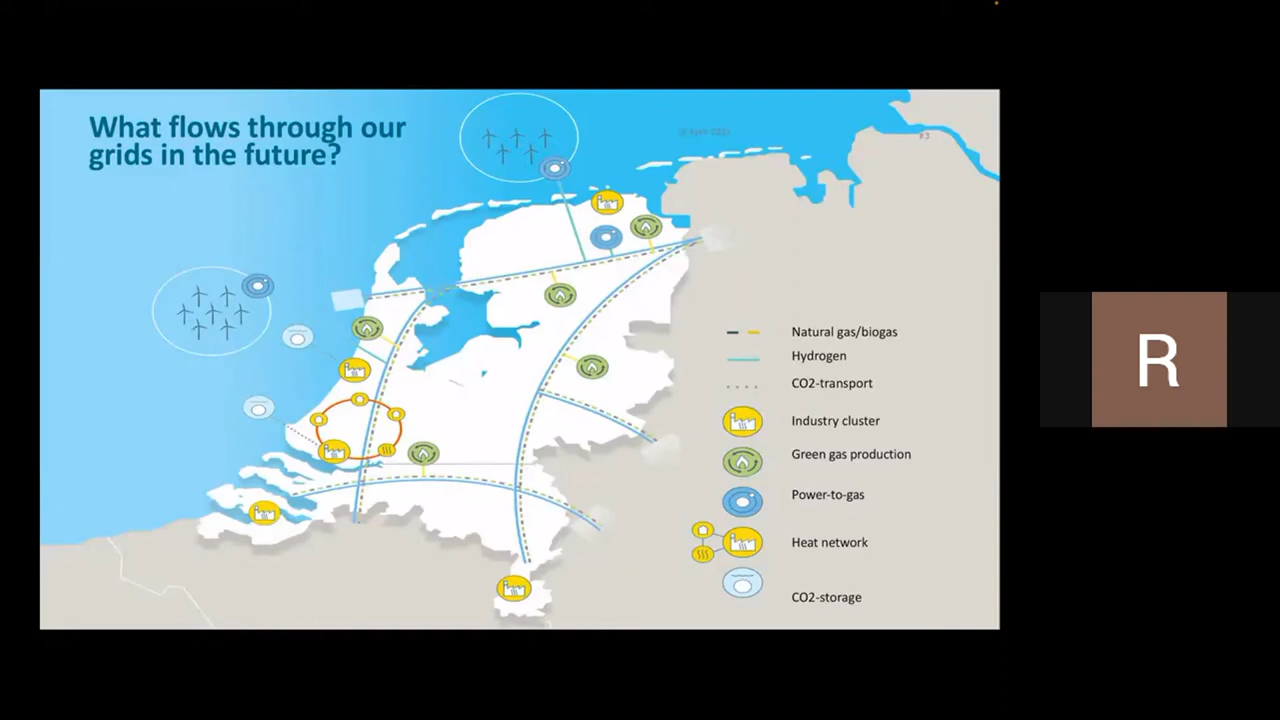 What flows through our
grids in the future?
#3
Natural gas/biogas
Hydrogen
CO2-transport
Industry cluster
Green gas production
Power-to-gas
Heat network
CO2-storage
R